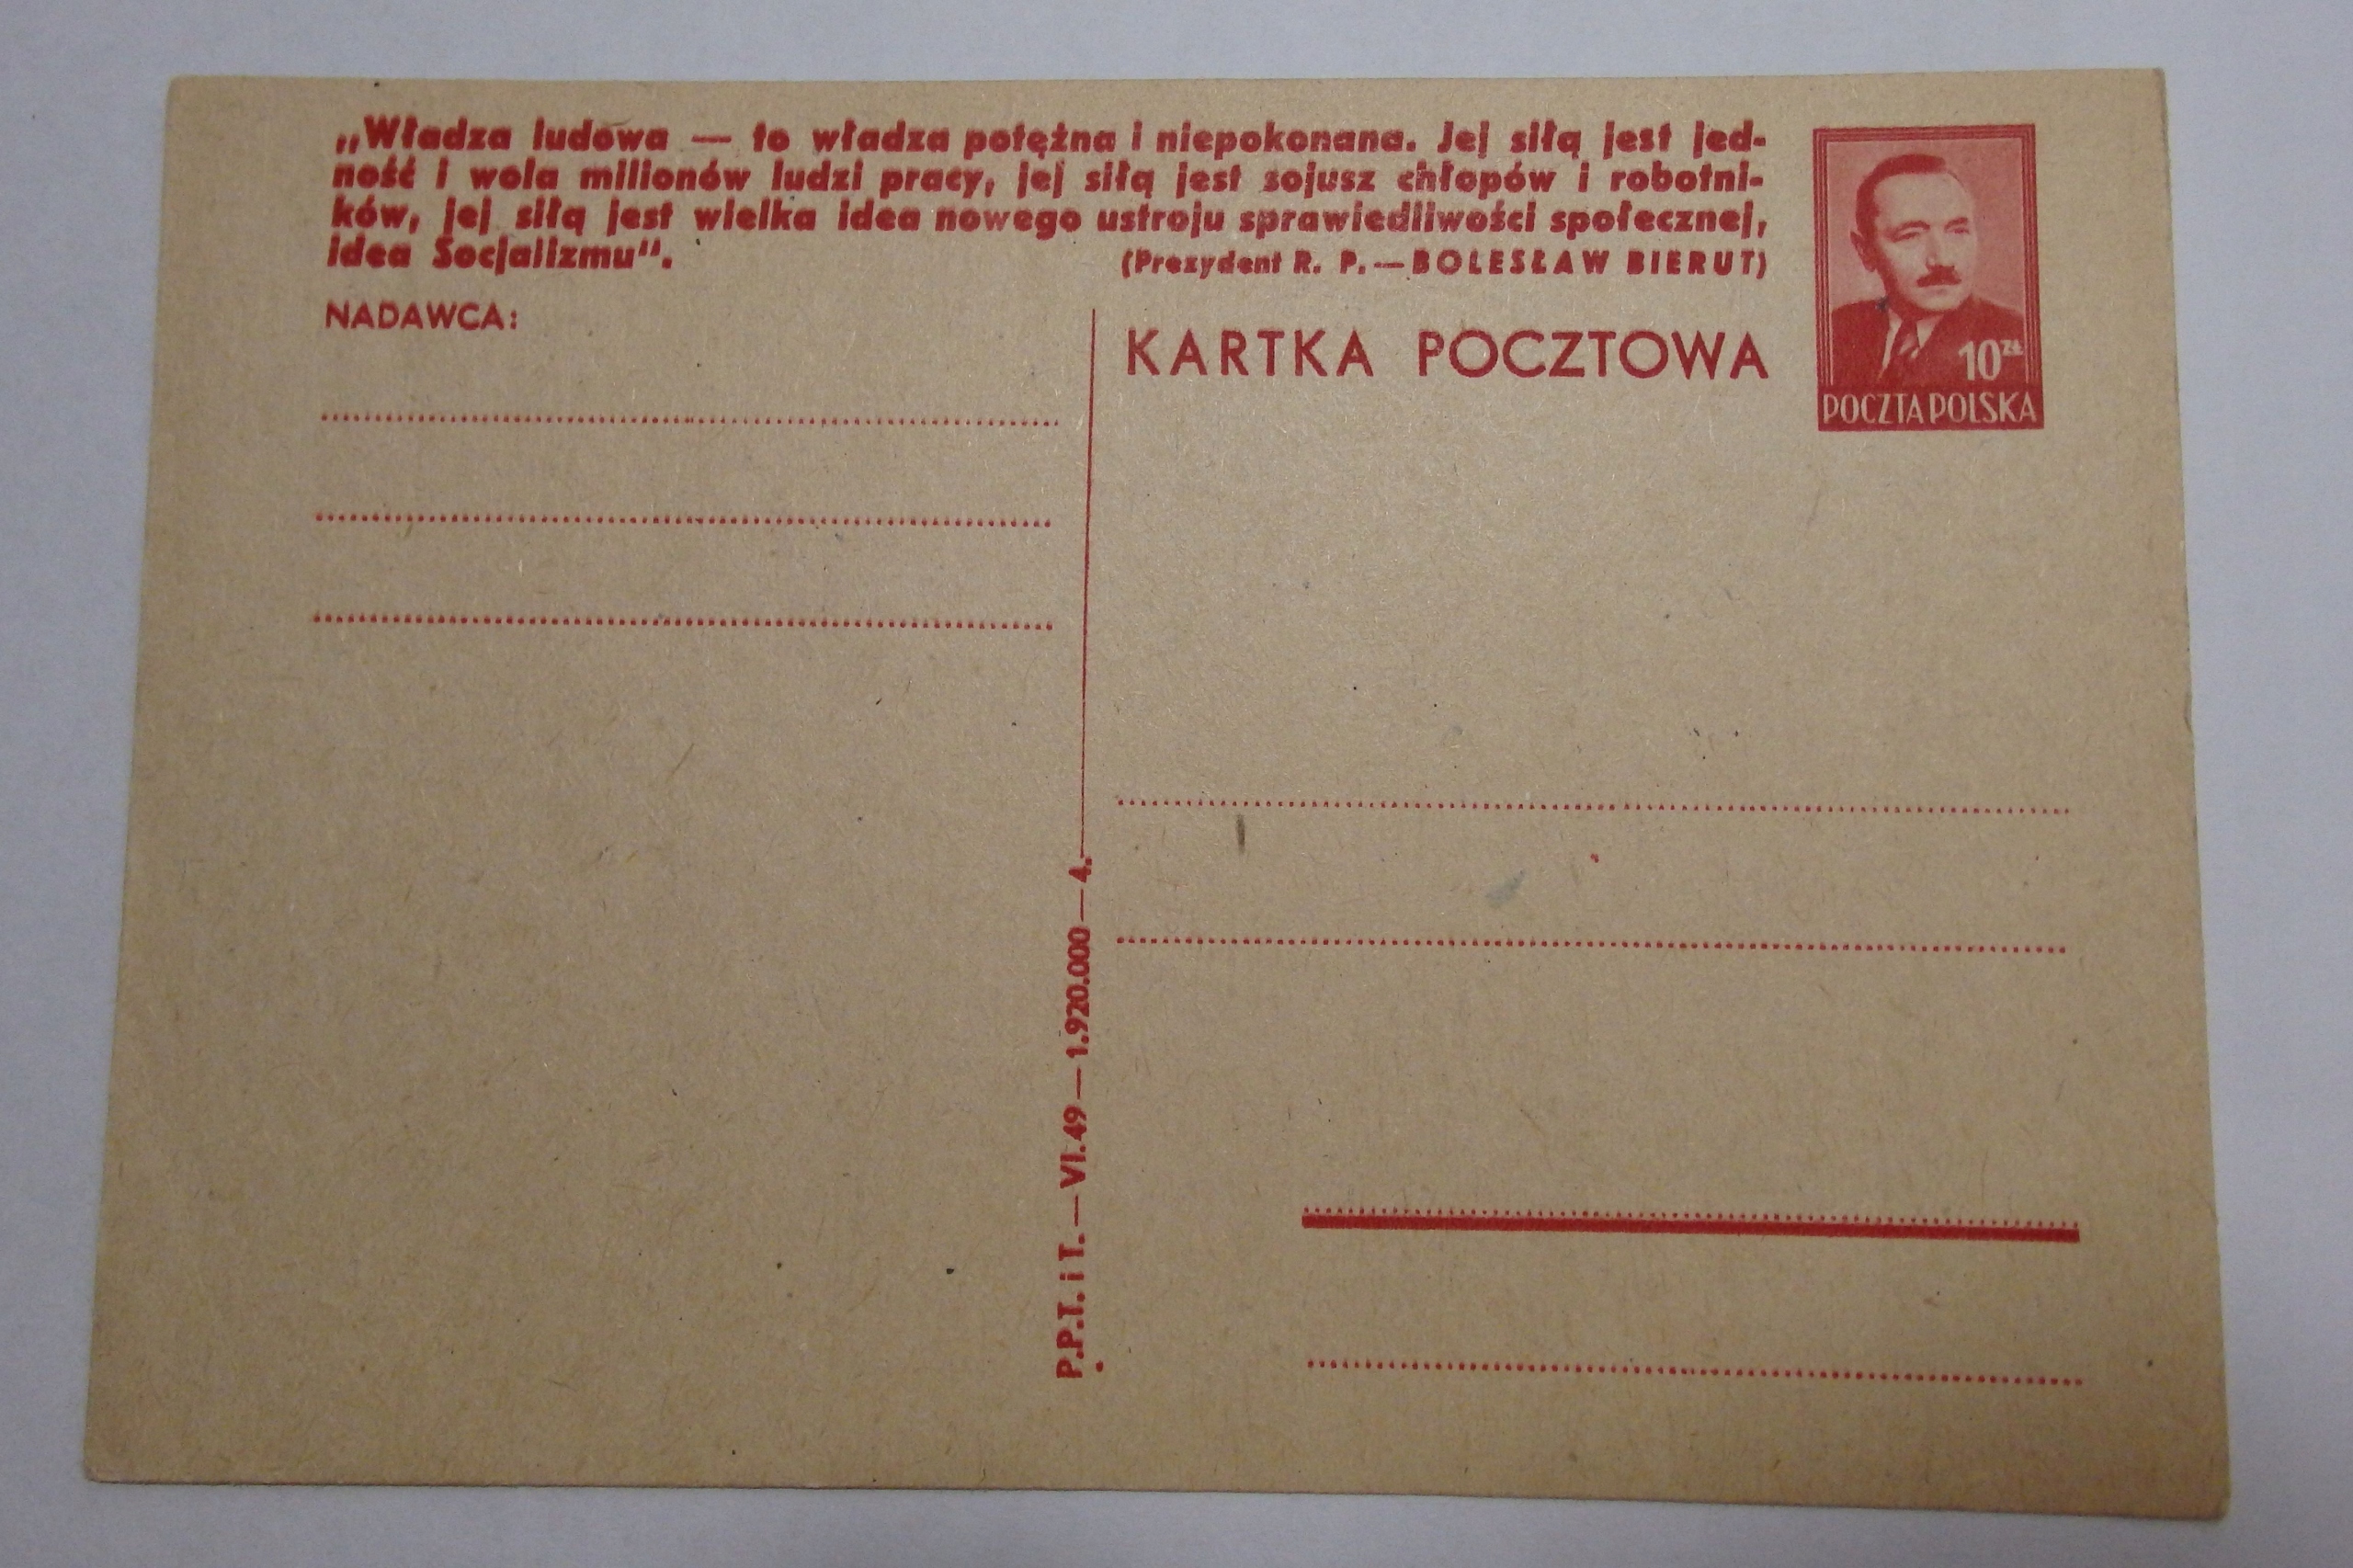 „Władza ludowa — to władza potężna i niepokonana. Jej siłą jest jed-
ność i wola milionów ludzi pracy, jej siłą jest sojusz chłopów i robotni-
ków, jej siłą jest wielka idea nowego ustroju sprawiedliwości społecznej,
idea Socjalizmu“.
(Prezydent R. P.—BOLESŁAW BIERUT)
NADAWCA:
KARTKA POCZTOWA
10 ZŁ
POCZTA POLSKA
P.P.T. i T. — VI.49 — 1.920.000 — 4.